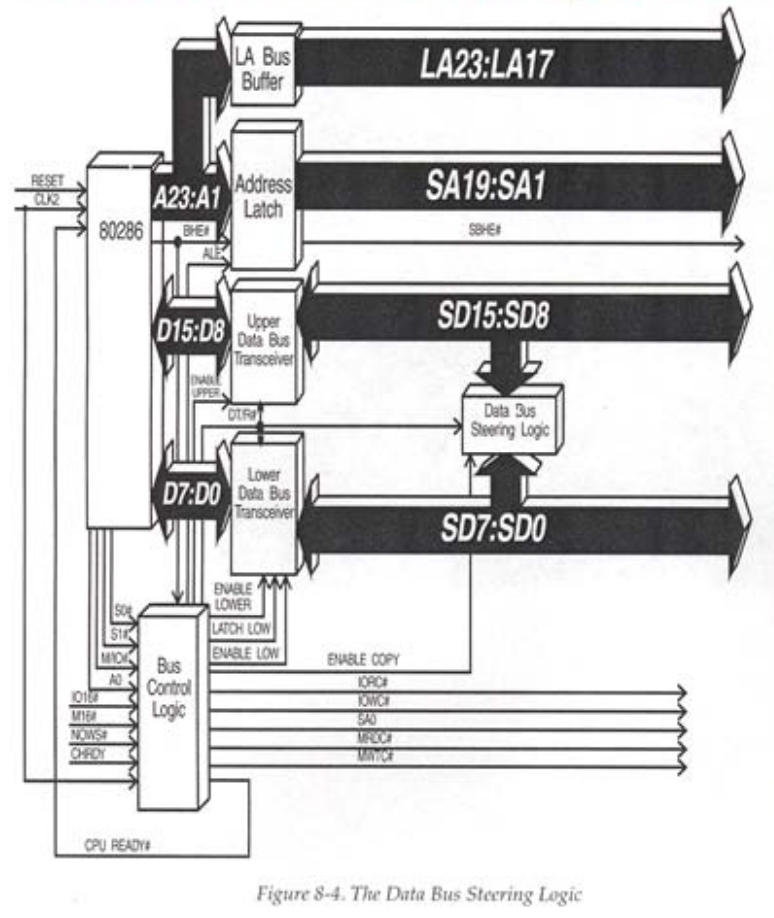 LA Bus
Buffer
LA23:LA17
RESET
CLK2
80286
A23:A1
Address
Latch
SA19:SA1
BHE#
SBHE#
ALE
D15:D8
Upper
Data Bus
Transceiver
SD15:SD8
ENABLE
UPPER
DT/R#
Data Bus
Steering Logic
D7:D0
Lower
Data Bus
Transceiver
SD7:SD0
ENABLE
LOWER
S0#
LATCH LOW
S1#
ENABLE LOW
M/IO#
Bus
Control
Logic
ENABLE COPY
A0
IORC#
IO16#
IOWC#
M16#
SA0
NOWS#
MRDC#
CHRDY
MWTC#
CPU READY#
Figure 8-4. The Data Bus Steering Logic